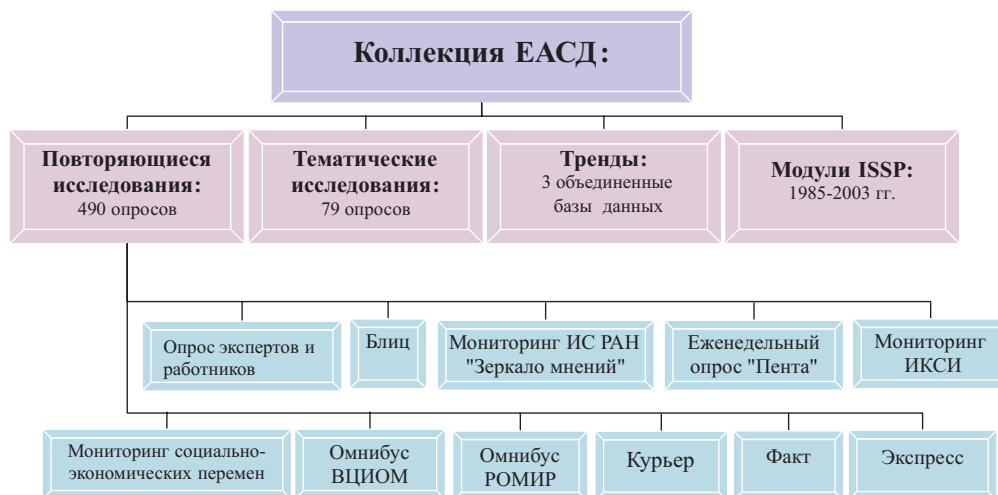 Коллекция ЕАСД:
Повторяющиеся
исследования:
490 опросов
Тематические
исследования:
79 опросов
Тренды:
3 объединенные
базы данных
Модули ISSP:
1985-2003 гг.
Опрос экспертов и
работников
Блиц
Мониторинг ИС РАН
"Зеркало мнений"
Еженедельный
опрос "Пента"
Мониторинг
ИКСИ
Мониторинг социально-
экономических перемен
Омнибус
ВЦИОМ
Омнибус
РОМИР
Курьер
Факт
Экспресс